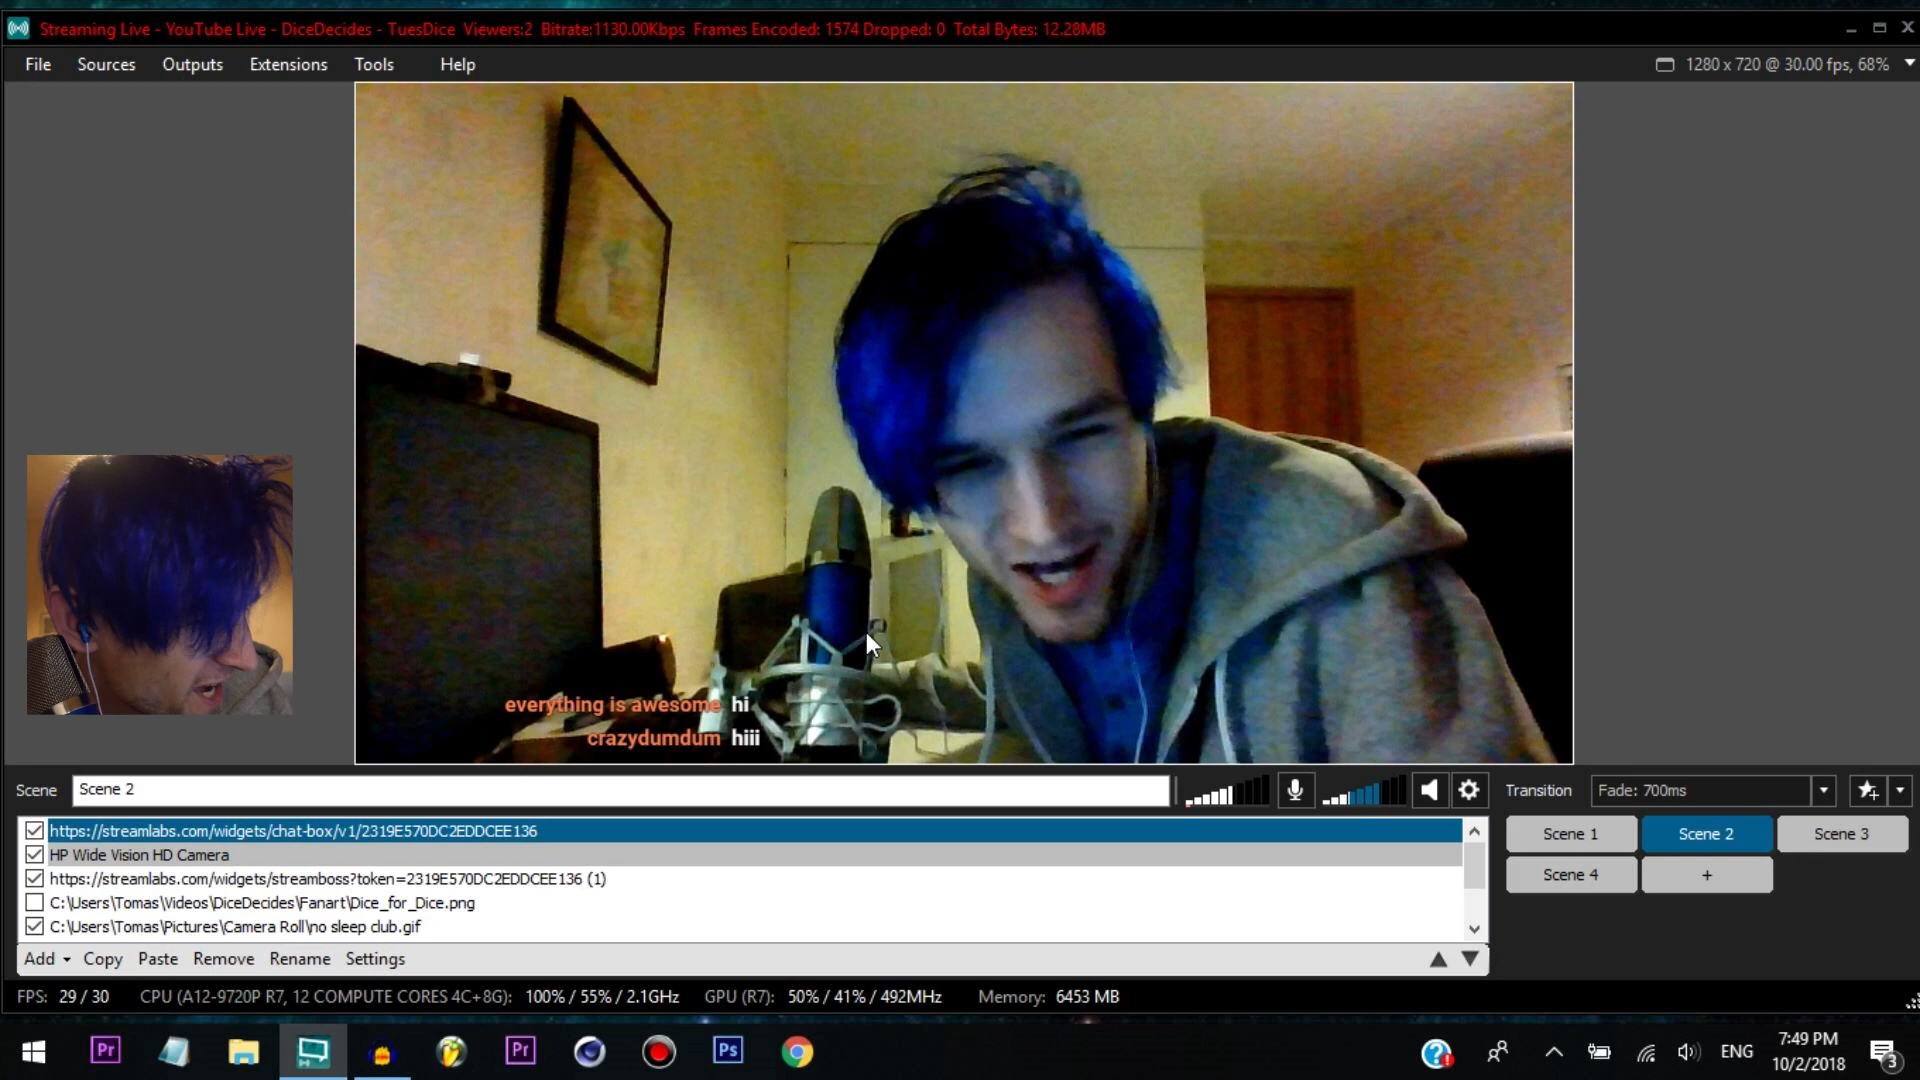 Streaming Live - YouTube Live - DiceDecides - TuesDice Viewers:2 Bitrate:1130.00Kbps Frames Encoded: 1574 Dropped: 0 Total Bytes: 12.28MB
File Sources Outputs Extensions Tools Help 1280 x 720 @ 30.00 fps, 68%
everything is awesome hi
crazydumdum hiii
Scene Scene 2 Transition Fade: 700ms
https://streamlabs.com/widgets/chat-box/v1/2319E570DC2EDDCEE136
HP Wide Vision HD Camera
https://streamlabs.com/widgets/streamboss?token=2319E570DC2EDDCEE136 (1)
C:\Users\Tomas\Videos\DiceDecides\Fanart\Dice_for_Dice.png
C:\Users\Tomas\Pictures\Camera Roll\no sleep club.gif
Scene 1 Scene 2 Scene 3
Scene 4 +
Add Copy Paste Remove Rename Settings
FPS: 29 / 30 CPU (A12-9720P R7, 12 COMPUTE CORES 4C+8G): 100% / 55% / 2.1GHz GPU (R7): 50% / 41% / 492MHz Memory: 6453 MB
Pr Pr Ps ENG
7:49 PM
10/2/2018
3